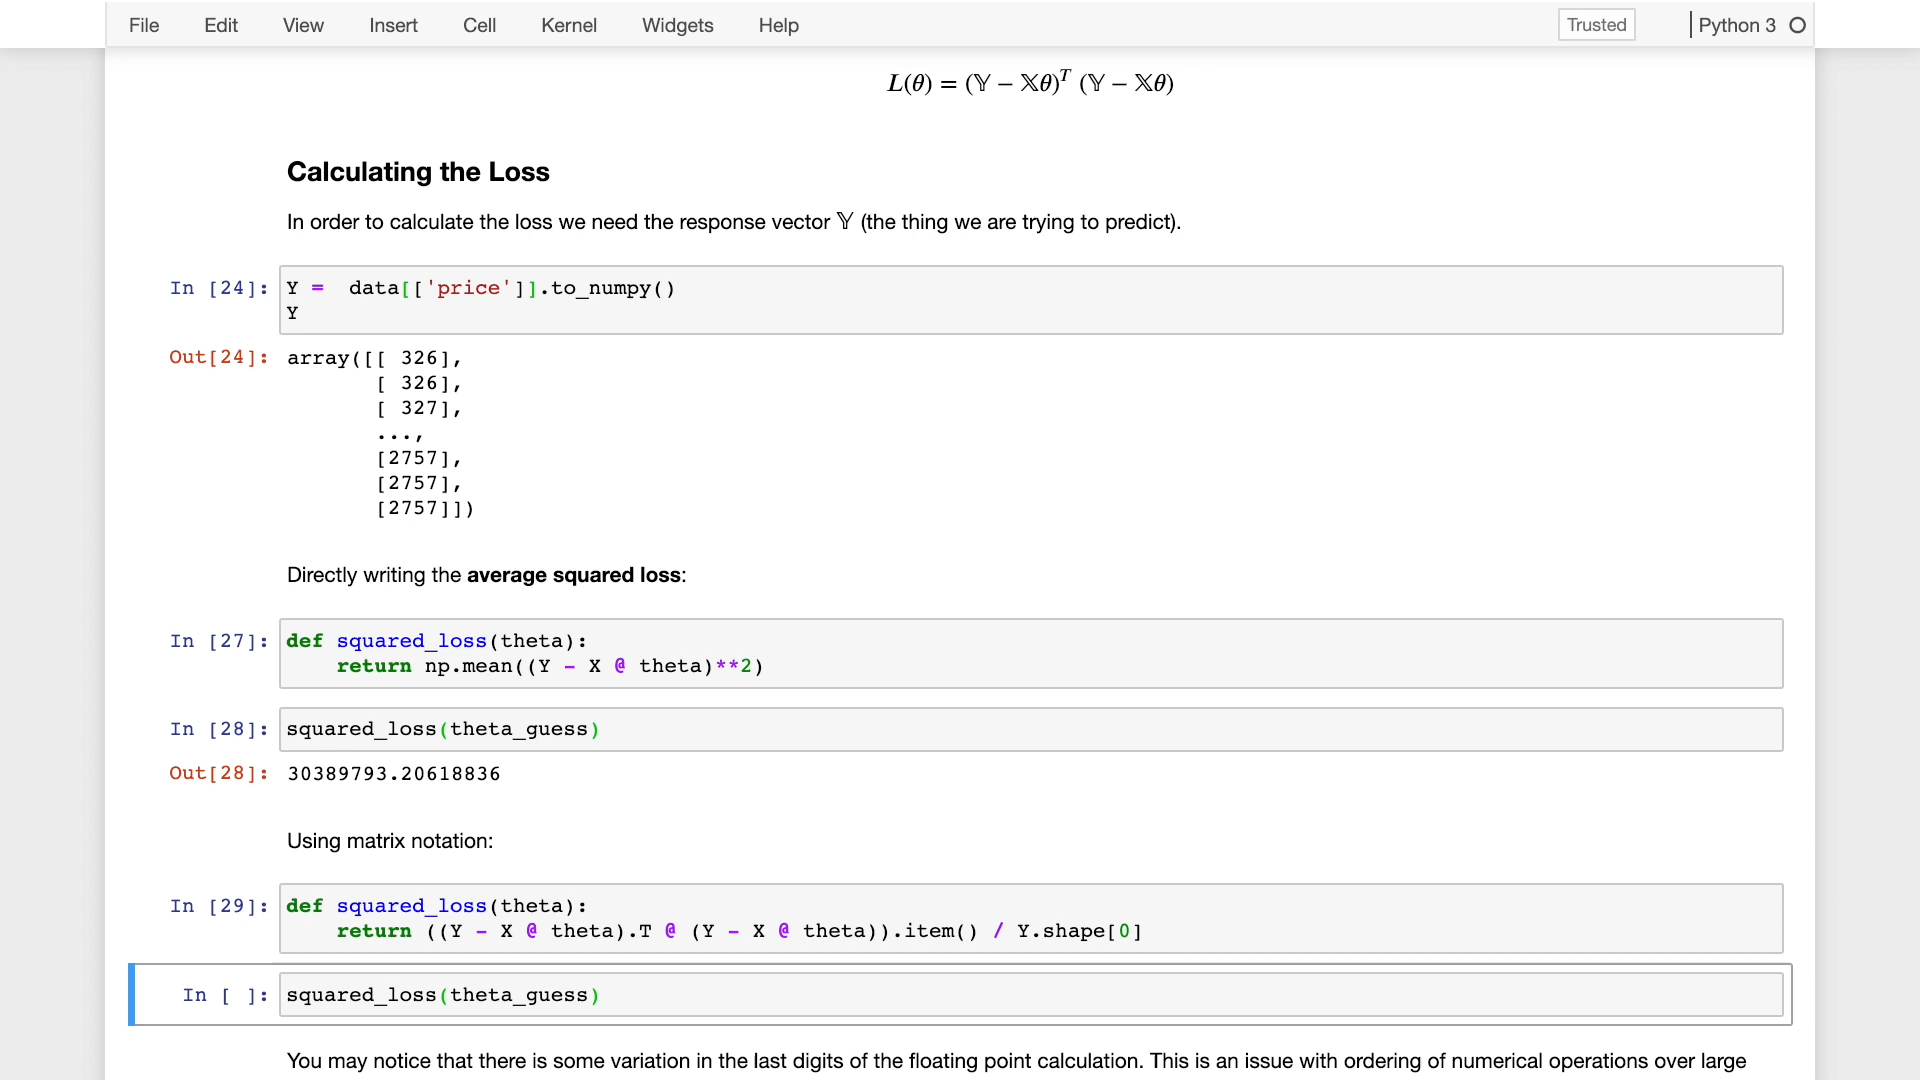 File Edit View Insert Cell Kernel Widgets Help Trusted Python 3
L(θ) = (𝕐 − 𝕏θ)ᵀ (𝕐 − 𝕏θ)
Calculating the Loss
In order to calculate the loss we need the response vector 𝕐 (the thing we are trying to predict).
In [24]: Y =  data[['price']].to_numpy()
Y
Out[24]: array([[ 326],
[ 326],
[ 327],
...,
[2757],
[2757],
[2757]])
Directly writing the average squared loss:
In [27]: def squared_loss(theta):
    return np.mean((Y - X @ theta)**2)
In [28]: squared_loss(theta_guess)
Out[28]: 30389793.20618836
Using matrix notation:
In [29]: def squared_loss(theta):
    return ((Y - X @ theta).T @ (Y - X @ theta)).item() / Y.shape[0]
In [ ]: squared_loss(theta_guess)
You may notice that there is some variation in the last digits of the floating point calculation. This is an issue with ordering of numerical operations over large